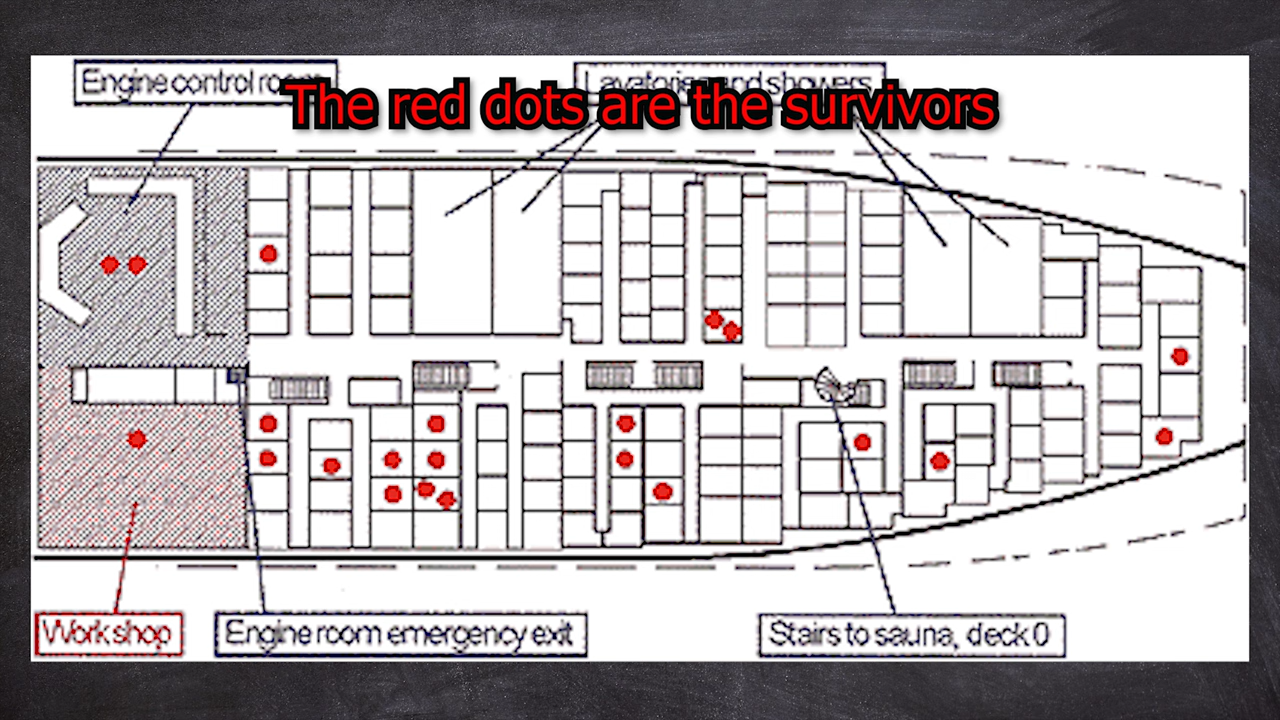 Engine control room
Lavatories and showers
The red dots are the survivors
Work shop
Engine room emergency exit
Stairs to sauna, deck 0